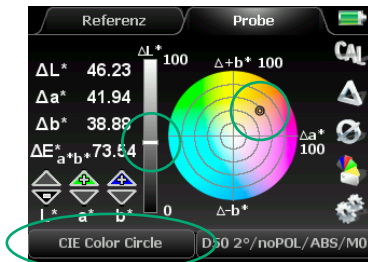 Referenz Probe
CAL
ΔL* 46.23
Δa* 41.94
Δb* 38.88
ΔE*a*b* 73.54
L* a* b*
ΔL*
100
0
Δ+b* 100
Δa*
100
Δ-b*
CIE Color Circle D50 2°/noPOL/ABS/M0